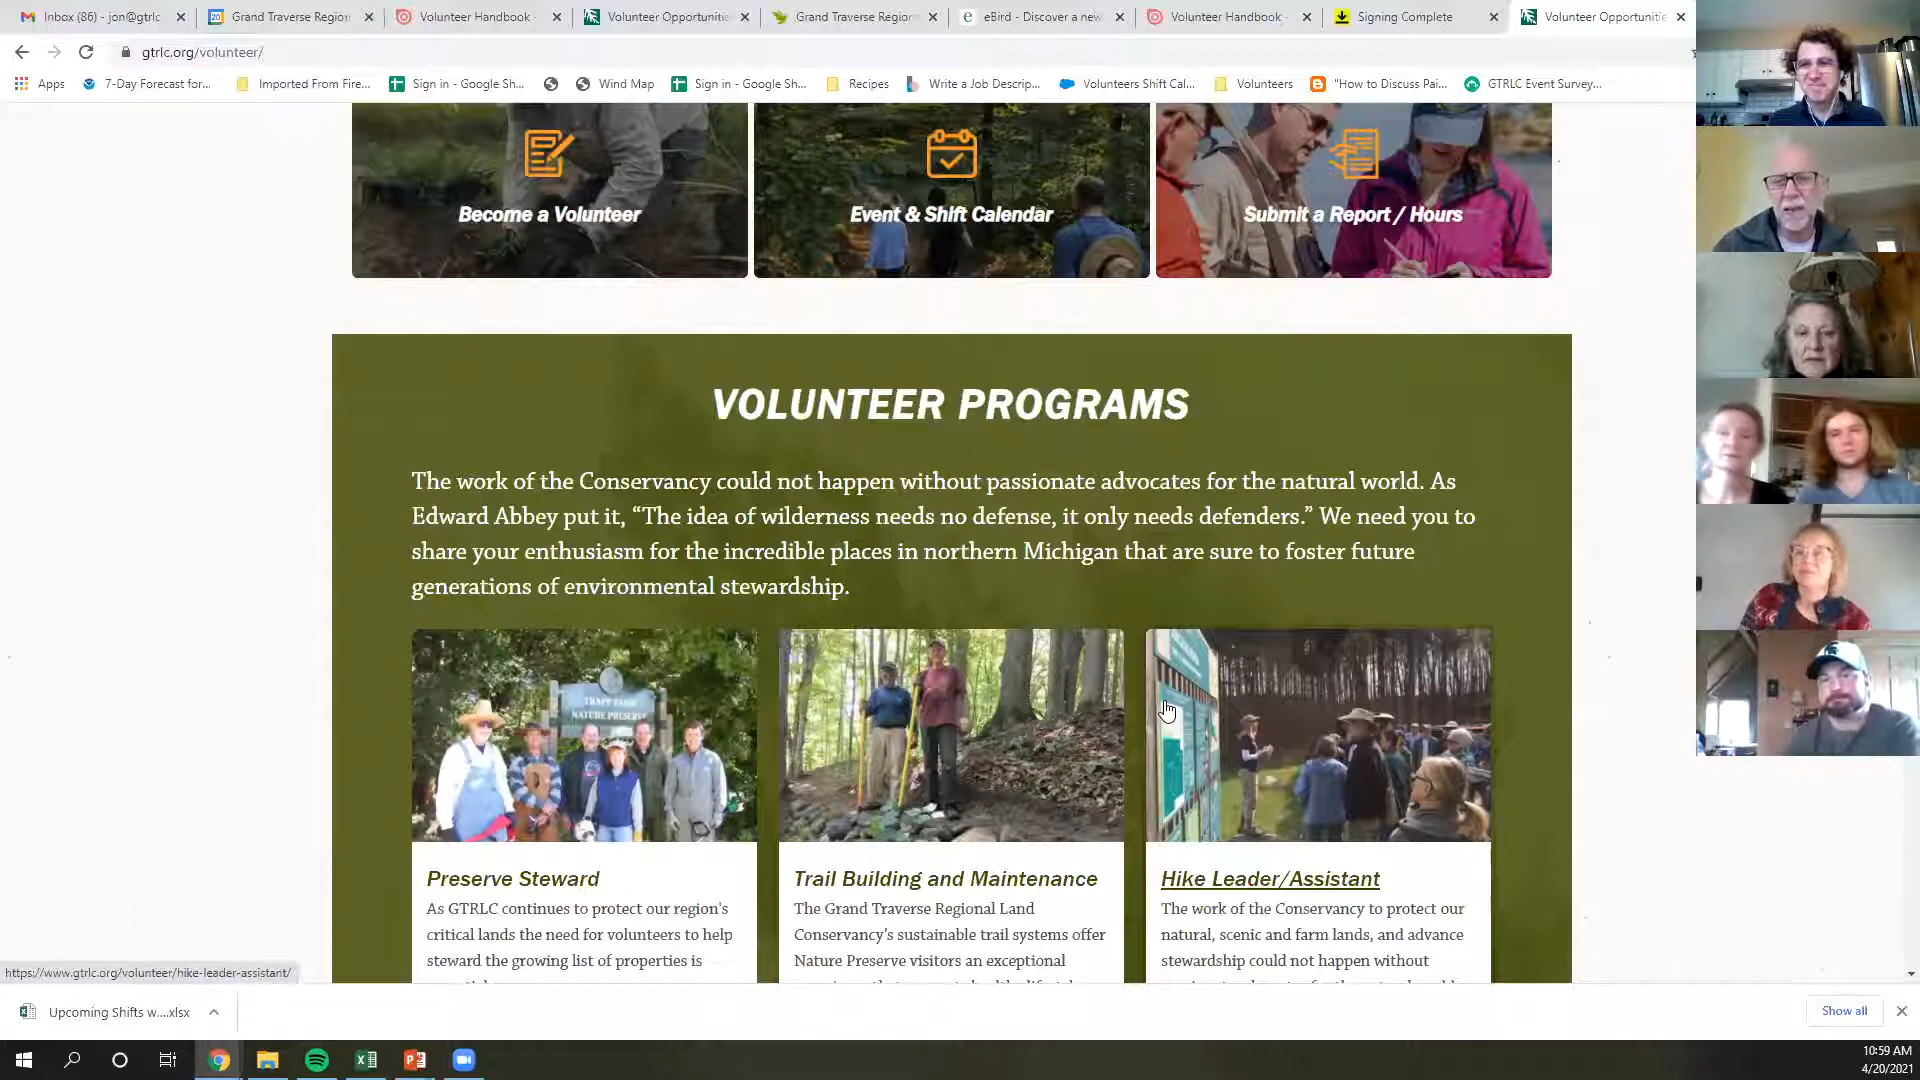 Inbox (86) - jon@gtrlc
Grand Traverse Region
Volunteer Handbook -
Volunteer Opportunitie
Grand Traverse Region
eBird - Discover a new
Volunteer Handbook -
Signing Complete
Volunteer Opportunitie
gtrlc.org/volunteer/
Apps
7-Day Forecast for...
Imported From Fire...
Sign in - Google Sh...
Wind Map
Sign in - Google Sh...
Recipes
Write a Job Descrip...
Volunteers Shift Cal...
Volunteers
"How to Discuss Pai...
GTRLC Event Survey...
Become a Volunteer
Event & Shift Calendar
Submit a Report / Hours
VOLUNTEER PROGRAMS
The work of the Conservancy could not happen without passionate advocates for the natural world. As
Edward Abbey put it, “The idea of wilderness needs no defense, it only needs defenders.” We need you to
share your enthusiasm for the incredible places in northern Michigan that are sure to foster future
generations of environmental stewardship.
NATURE PRESERVE
Preserve Steward
As GTRLC continues to protect our region's
critical lands the need for volunteers to help
steward the growing list of properties is
Trail Building and Maintenance
The Grand Traverse Regional Land
Conservancy’s sustainable trail systems offer
Nature Preserve visitors an exceptional
Hike Leader/Assistant
The work of the Conservancy to protect our
natural, scenic and farm lands, and advance
stewardship could not happen without
https://www.gtrlc.org/volunteer/hike-leader-assistant/
Upcoming Shifts w....xlsx
Show all
10:59 AM
4/20/2021